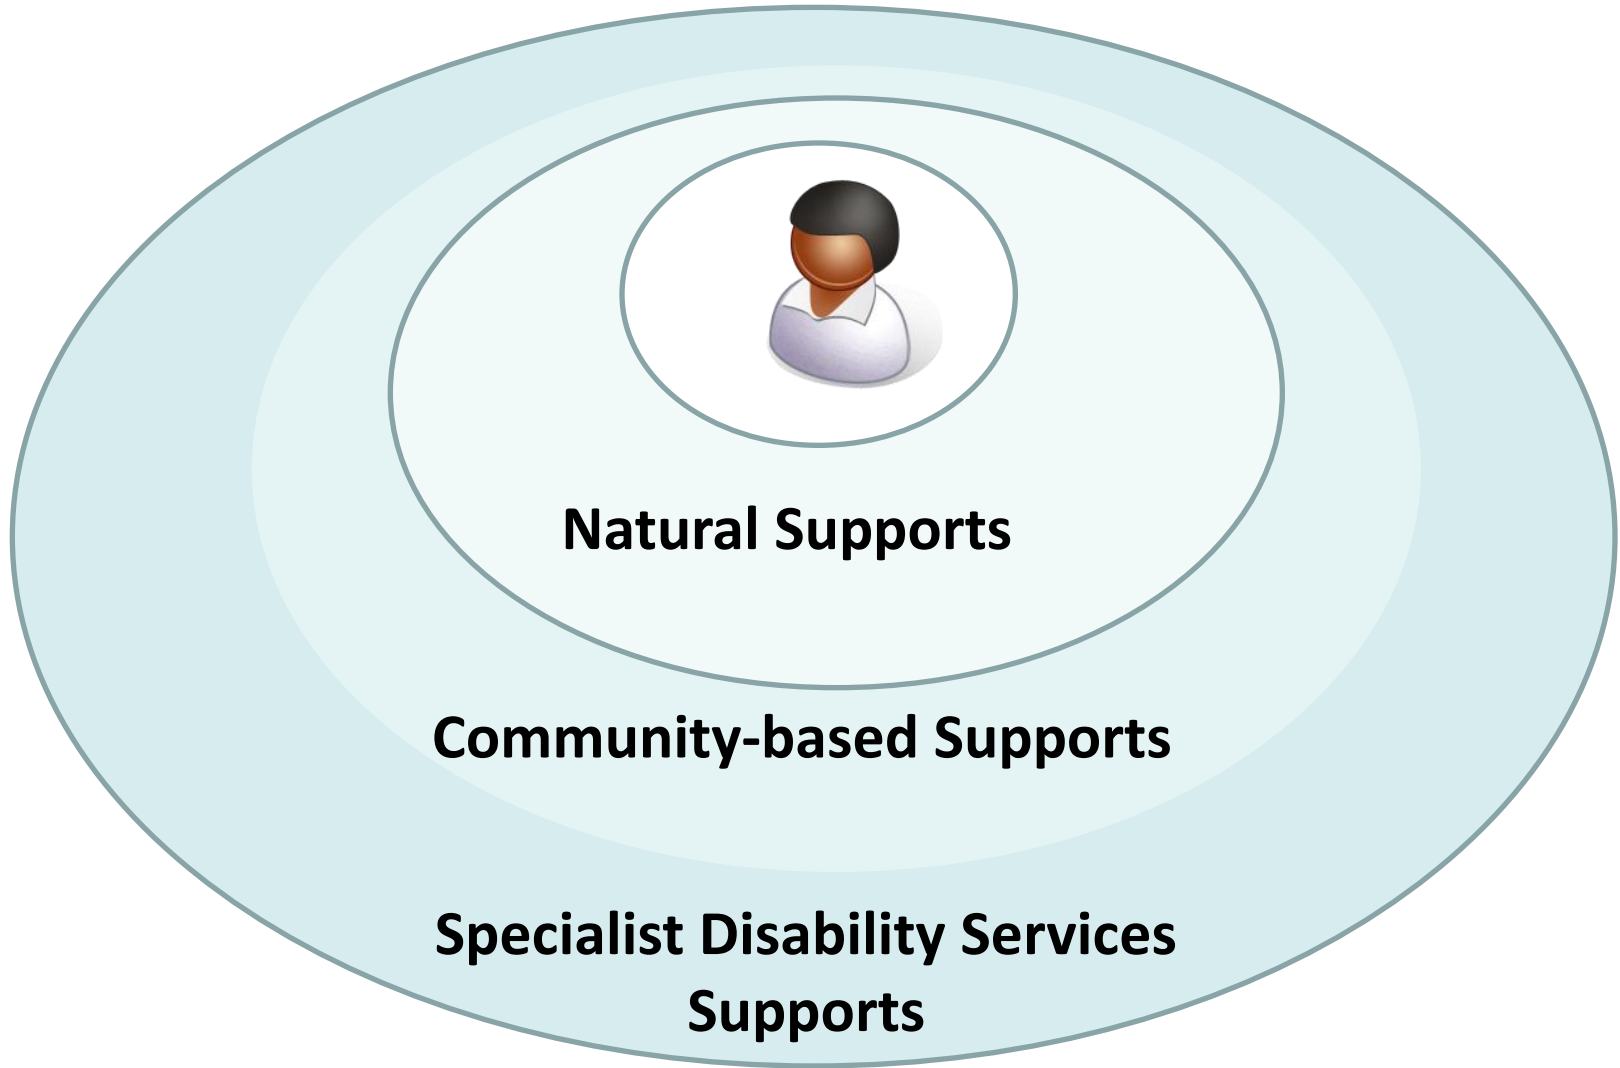 Natural Supports
Community-based Supports
Specialist Disability Services
Supports